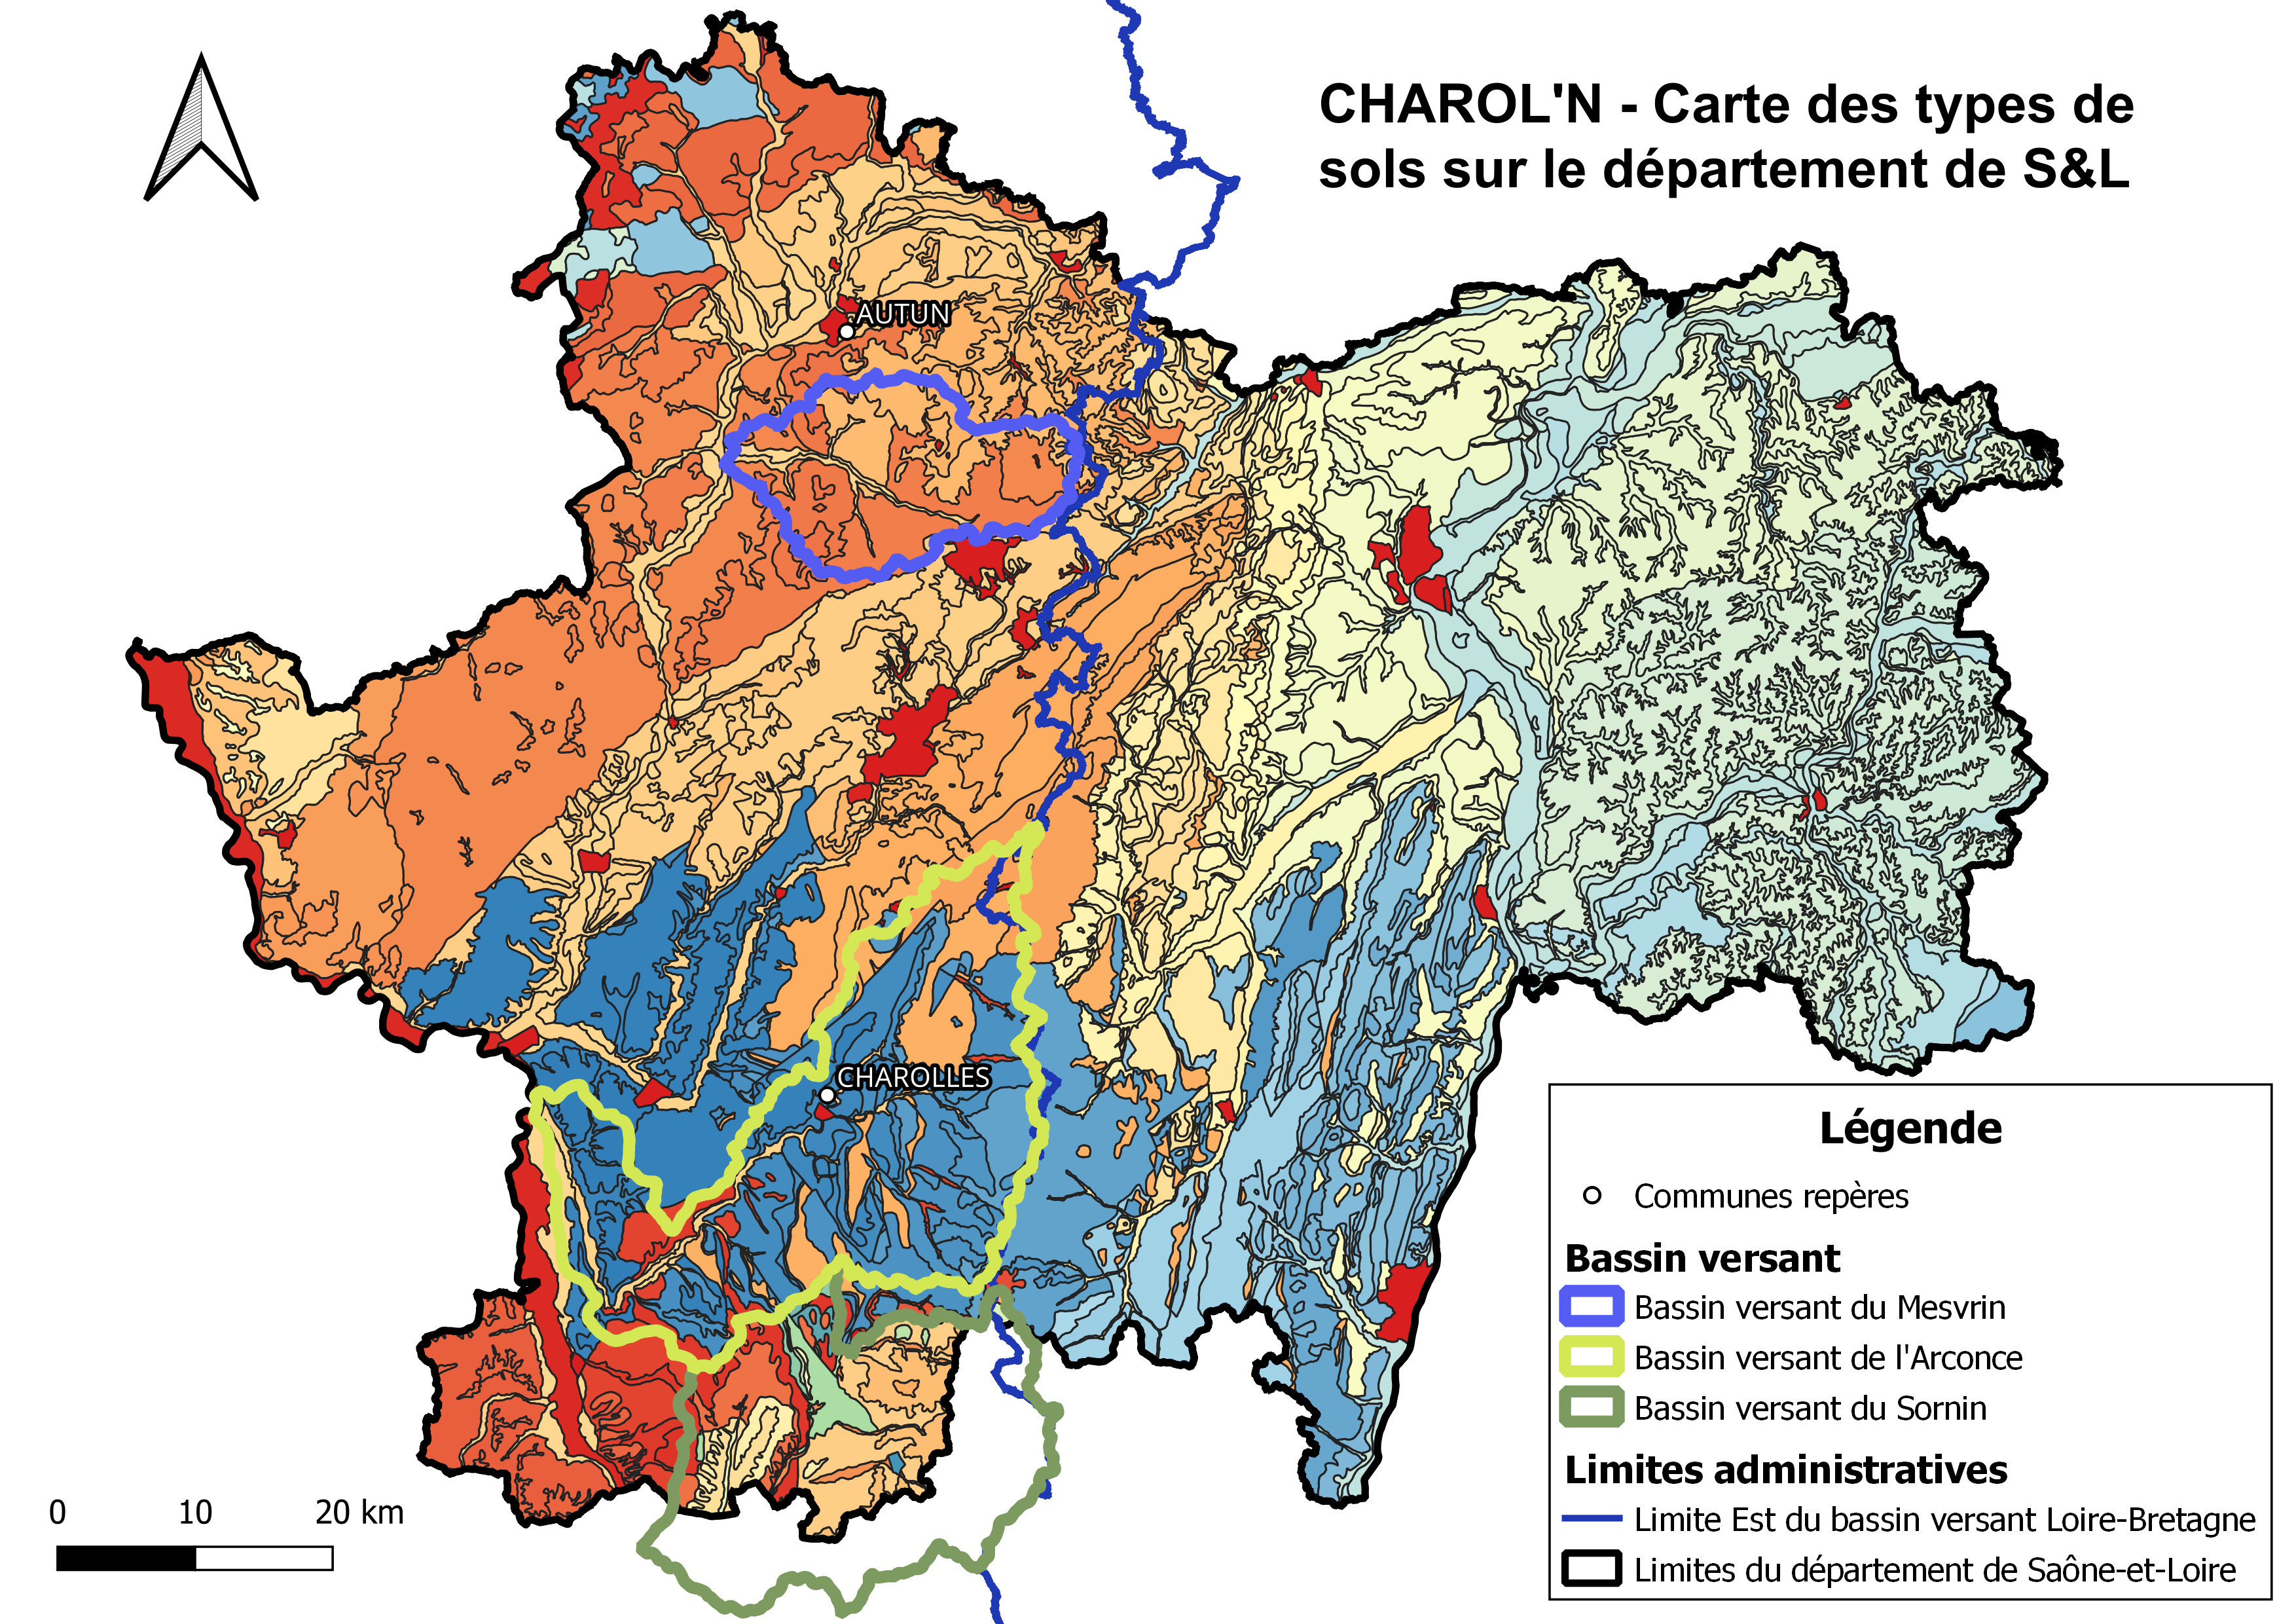 CHAROL'N - Carte des types de
sols sur le département de S&L
AUTUN
CHAROLLES
Légende
Communes repères
Bassin versant
Bassin versant du Mesvrin
Bassin versant de l'Arconce
Bassin versant du Sornin
Limites administratives
Limite Est du bassin versant Loire-Bretagne
Limites du département de Saône-et-Loire
0 10 20 km